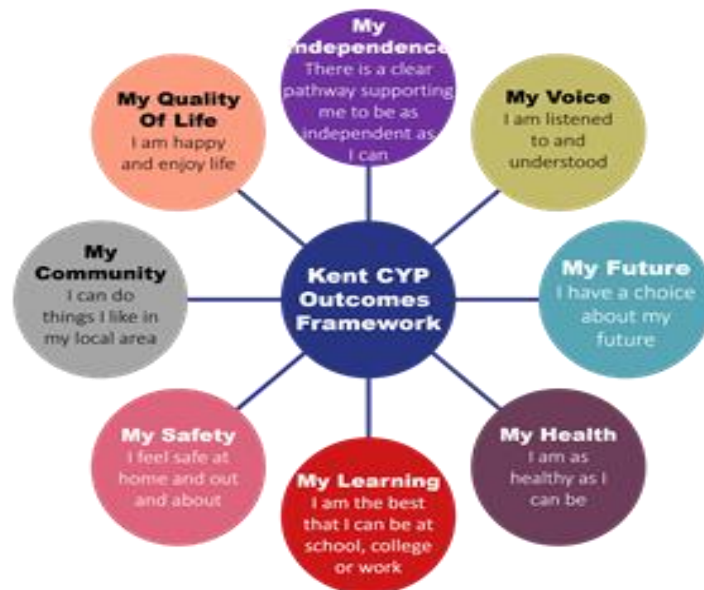 My
Independence
There is a clear
pathway supporting
me to be as
independent as
I can
My Voice
I am listened
to and
understood
My Future
I have a choice
about my
future
My Health
I am as
healthy as I
can be
My Learning
I am the best
that I can be at
school, college
or work
My Safety
I feel safe at
home and out
and about
My
Community
I can do
things I like in
my local area
My Quality
Of Life
I am happy
and enjoy life
Kent CYP
Outcomes
Framework